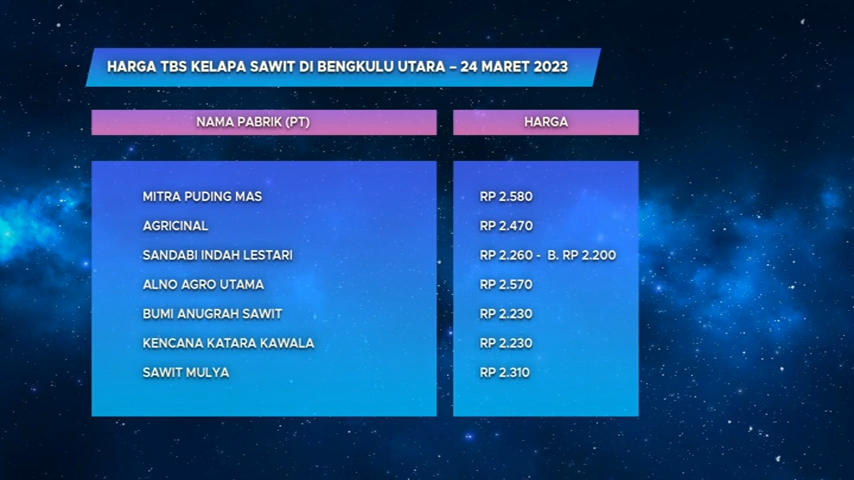 HARGA TBS KELAPA SAWIT DI BENGKULU UTARA – 24 MARET 2023
NAMA PABRIK (PT) HARGA
MITRA PUDING MAS RP 2.580
AGRICINAL RP 2.470
SANDABI INDAH LESTARI RP 2.260 - B. RP 2.200
ALNO AGRO UTAMA RP 2.570
BUMI ANUGRAH SAWIT RP 2.230
KENCANA KATARA KAWALA RP 2.230
SAWIT MULYA RP 2.310